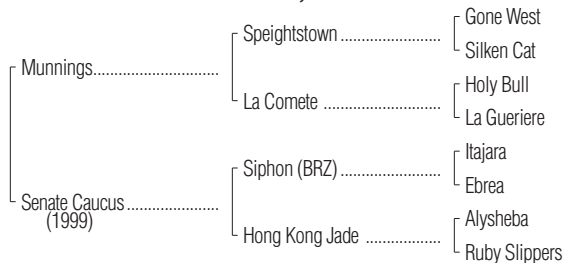 Gone West
Speightstown ........................
Silken Cat
Munnings..............................
Holy Bull
La Comete ............................
La Gueriere
Itajara
Siphon (BRZ) ........................
Ebrea
Senate Caucus ......................
(1999)
Alysheba
Hong Kong Jade ..................
Ruby Slippers